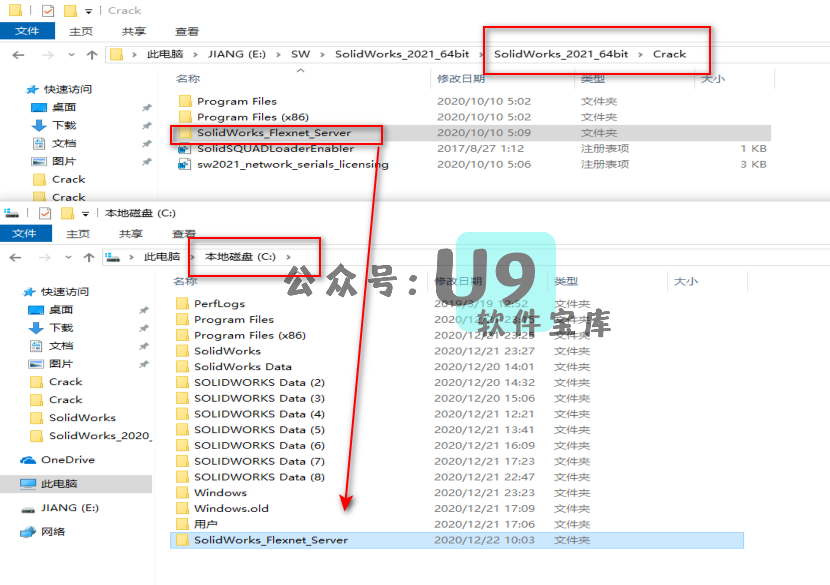 Crack
文件 主页 共享 查看
此电脑 › JIANG (E:) › SW › SolidWorks_2021_64bit › SolidWorks_2021_64bit › Crack
名称 修改日期 类型 大小
快速访问
桌面
下载
文档
图片
Crack
Crack
Program Files 2020/10/10 5:02 文件夹
Program Files (x86) 2020/10/10 5:02 文件夹
SolidWorks_Flexnet_Server 2020/10/10 5:09 文件夹
SolidSQUADLoaderEnabler 2017/8/27 1:12 注册表项 1 KB
sw2021_network_serials_licensing 2020/10/10 5:06 注册表项 3 KB
本地磁盘 (C:)
文件 主页 共享 查看
此电脑 › 本地磁盘 (C:) ›
公众号：U9
软件宝库
名称 修改日期 类型 大小
快速访问
桌面
下载
文档
图片
Crack
Crack
SolidWorks
SolidWorks_2020_
OneDrive
此电脑
JIANG (E:)
网络
PerfLogs 2019/3/19 12:52 文件夹
Program Files 文件夹
Program Files (x86) 2020/12/21 23:25 文件夹
SolidWorks 2020/12/21 23:27 文件夹
SolidWorks Data 2020/12/20 14:01 文件夹
SOLIDWORKS Data (2) 2020/12/20 14:32 文件夹
SOLIDWORKS Data (3) 2020/12/20 15:06 文件夹
SOLIDWORKS Data (4) 2020/12/21 12:21 文件夹
SOLIDWORKS Data (5) 2020/12/21 13:41 文件夹
SOLIDWORKS Data (6) 2020/12/21 16:09 文件夹
SOLIDWORKS Data (7) 2020/12/21 17:23 文件夹
SOLIDWORKS Data (8) 2020/12/21 22:47 文件夹
Windows 2020/12/21 23:23 文件夹
Windows.old 2020/12/21 17:09 文件夹
用户 2020/12/21 17:06 文件夹
SolidWorks_Flexnet_Server 2020/12/22 10:03 文件夹